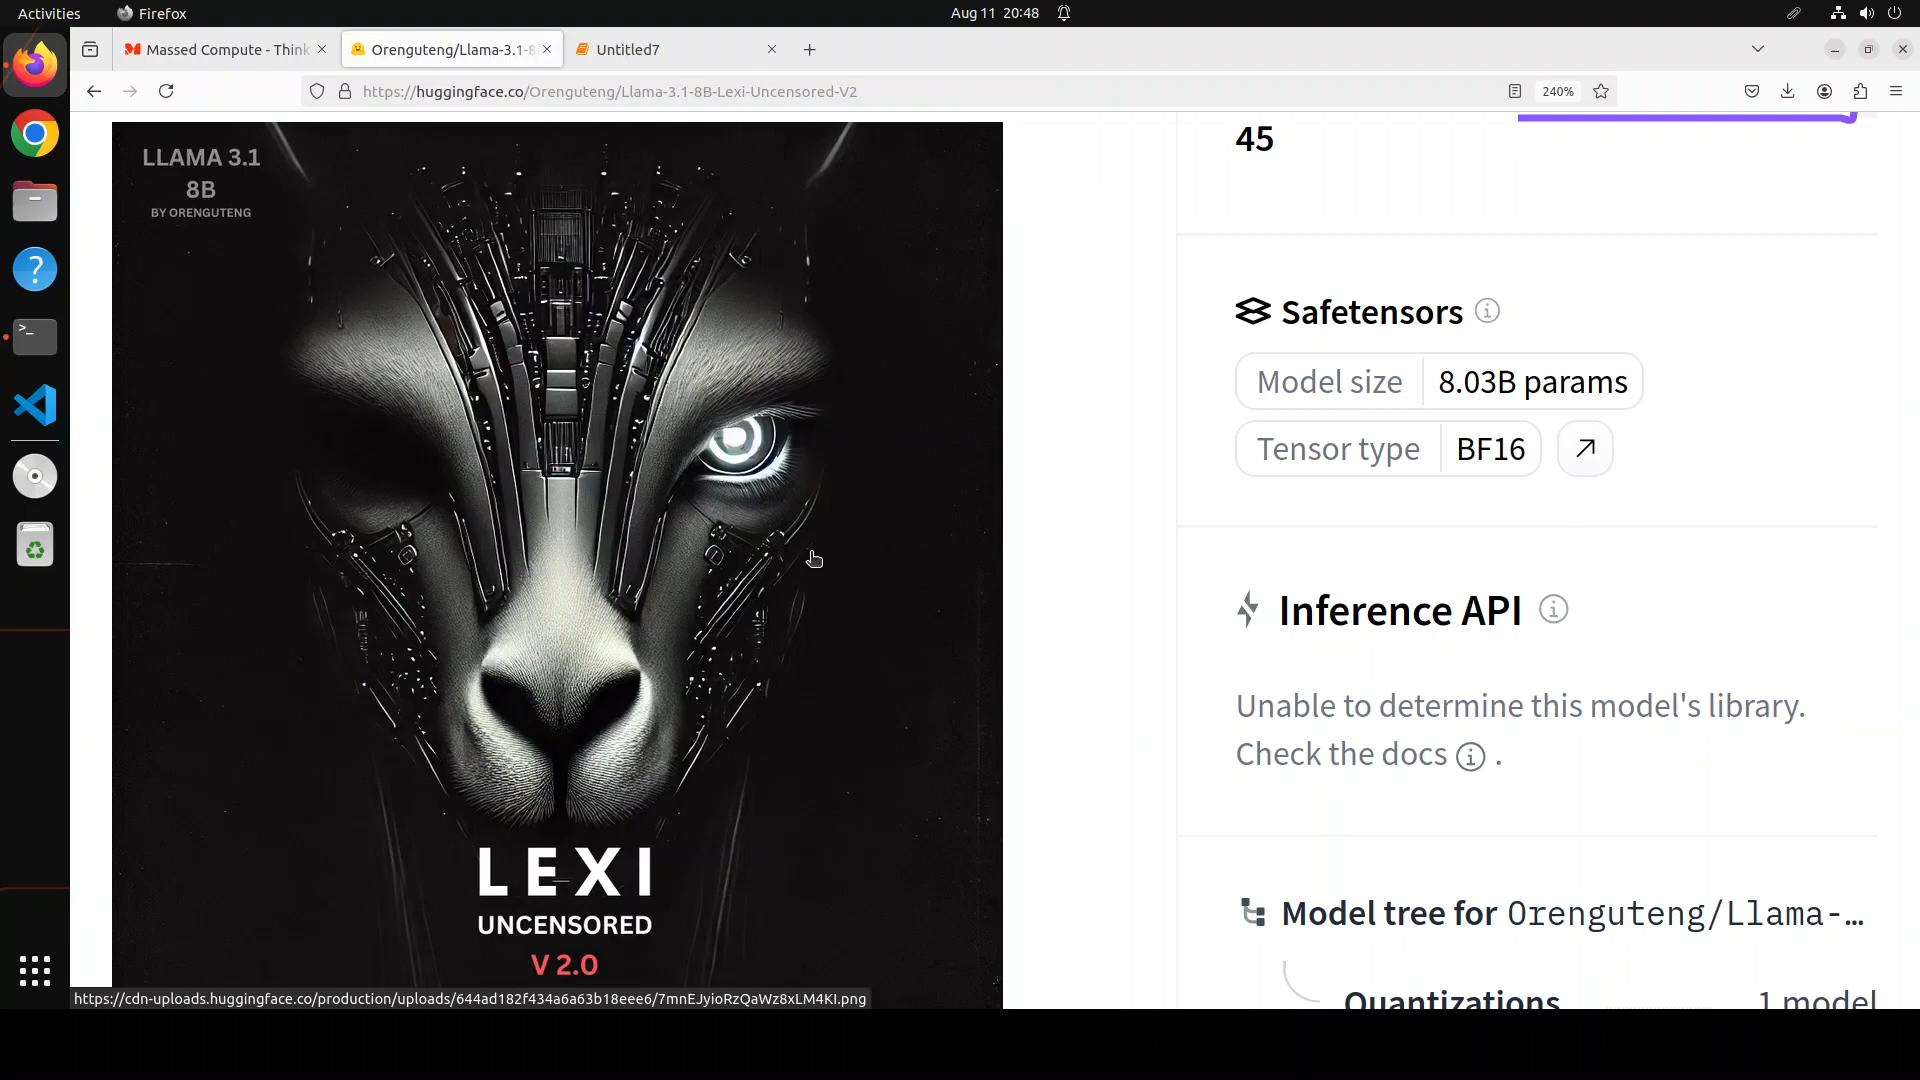 Activities
Firefox
Aug 11 20:48
Massed Compute - Think
Orenguteng/Llama-3.1-8
Untitled7
https://huggingface.co/Orenguteng/Llama-3.1-8B-Lexi-Uncensored-V2
240%
LLAMA 3.1
8B
BY ORENGUTENG
LEXI
UNCENSORED
V 2.0
https://cdn-uploads.huggingface.co/production/uploads/644ad182f434a6a63b18eee6/7mnEJyioRzQaWz8xLM4KI.png
45
Safetensors
Model size 8.03B params
Tensor type BF16
Inference API
Unable to determine this model's library.
Check the docs .
Model tree for Orenguteng/Llama-…
Quantizations 1 model